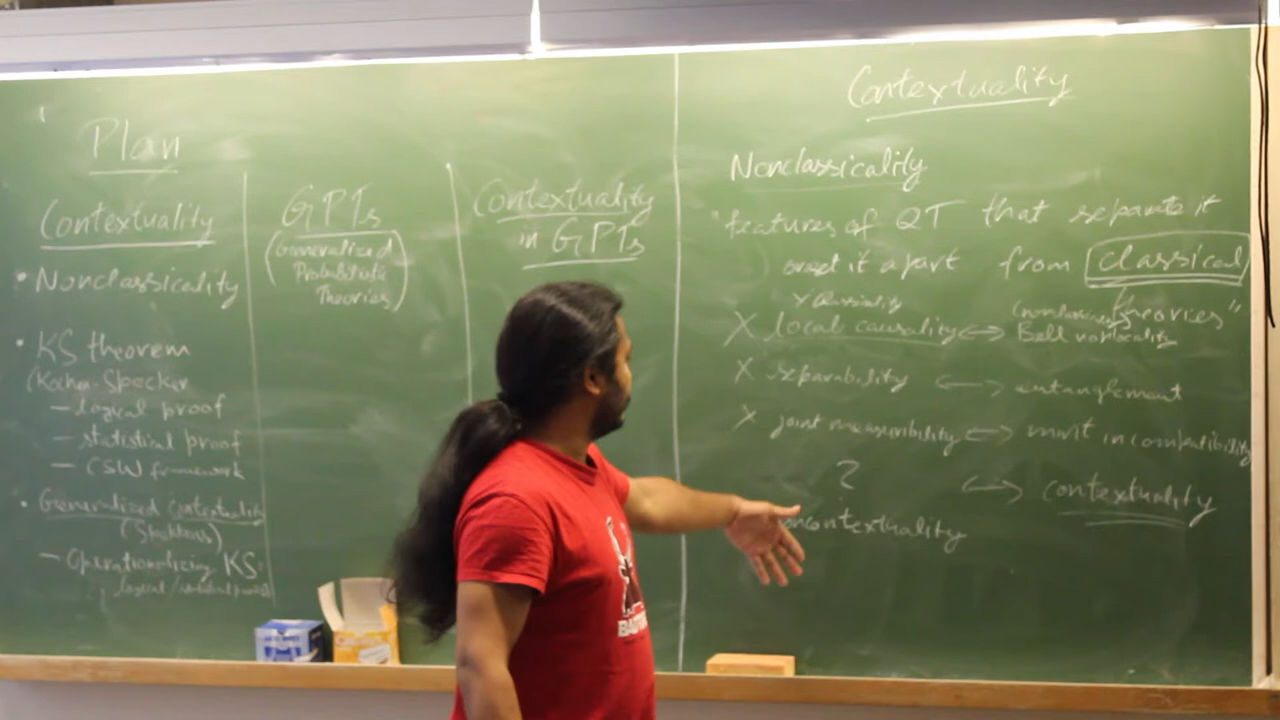 Plan
Contextuality
• Nonclassicality
• KS theorem
(Kochen-Specker
– logical proof
– statistical proof
– CSW framework
• Generalized contextuality
(Spekkens)
– Operationalizing KS:
logical/statistical proofs
GPTs
(Generalized
Probabilistic
Theories)
Contextuality
in GPTs
Contextuality
Nonclassicality
"features of QT that separate it
or set it apart from classical
theories"
X local causality ↔ Bell nonlocality
X separability ↔ entanglement
X joint measurability ↔ mmt incompatibility
? ↔ contextuality
noncontextuality